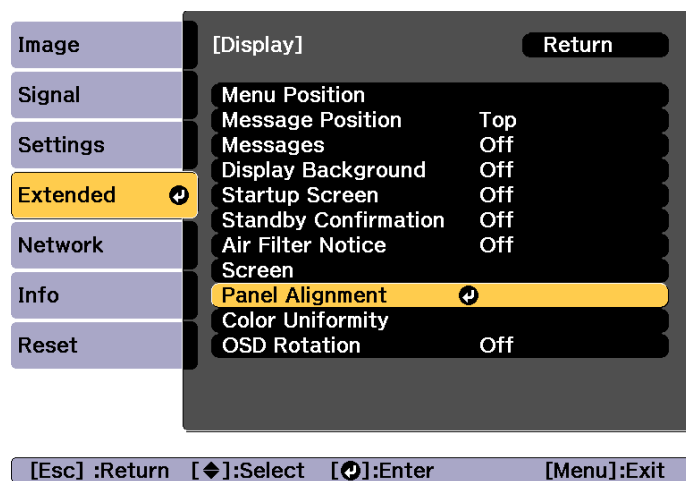 Image
Signal
Settings
Extended
Network
Info
Reset
[Display] Return
Menu Position
Message Position Top
Messages Off
Display Background Off
Startup Screen Off
Standby Confirmation Off
Air Filter Notice Off
Screen
Panel Alignment
Color Uniformity
OSD Rotation Off
[Esc] :Return [◆]:Select [↵]:Enter [Menu]:Exit